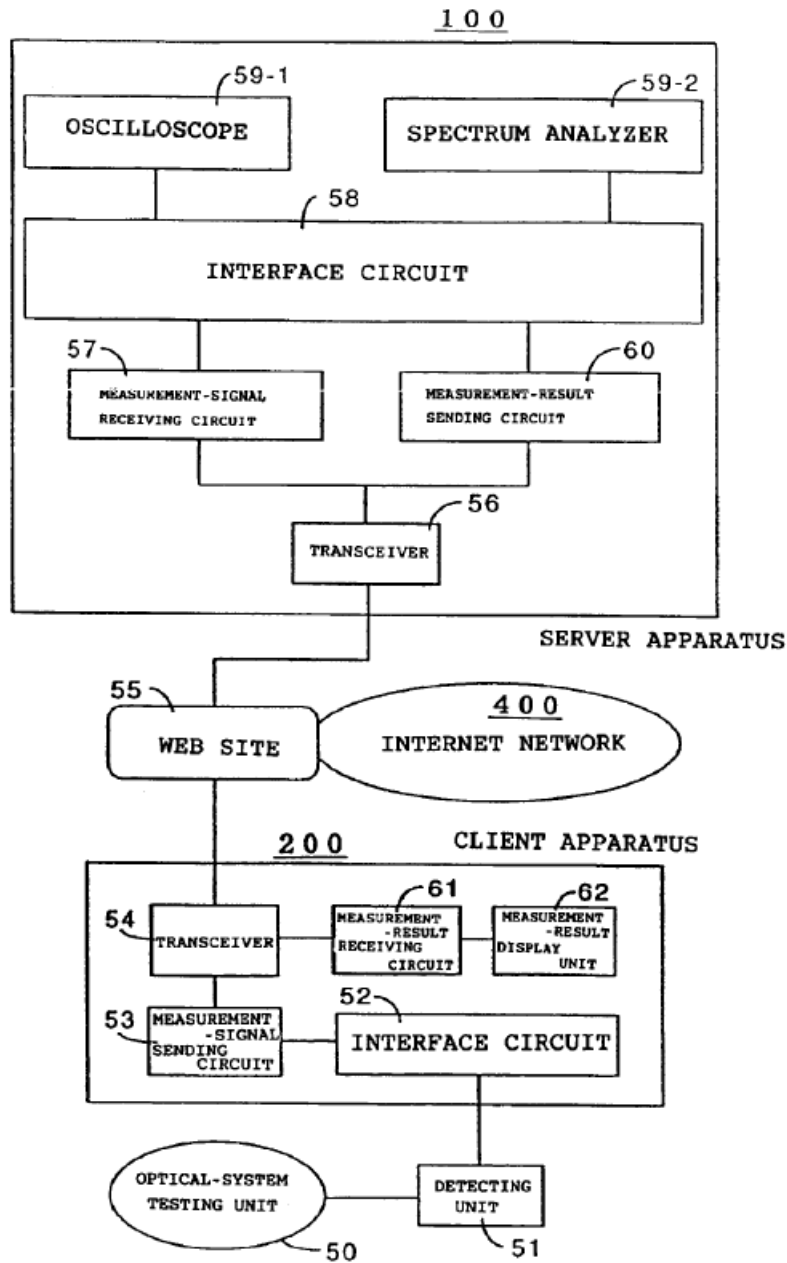 100
59-1
59-2
OSCILLOSCOPE
SPECTRUM ANALYZER
58
INTERFACE CIRCUIT
57
60
MEASUREMENT-SIGNAL
RECEIVING CIRCUIT
MEASUREMENT-RESULT
SENDING CIRCUIT
56
TRANSCEIVER
SERVER APPARATUS
55
WEB SITE
400
INTERNET NETWORK
200
CLIENT APPARATUS
54
TRANSCEIVER
61
MEASUREMENT
-RESULT
RECEIVING
CIRCUIT
62
MEASUREMENT
-RESULT
DISPLAY
UNIT
53
MEASUREMENT
-SIGNAL
SENDING
CIRCUIT
52
INTERFACE CIRCUIT
OPTICAL-SYSTEM
TESTING UNIT
50
DETECTING
UNIT
51